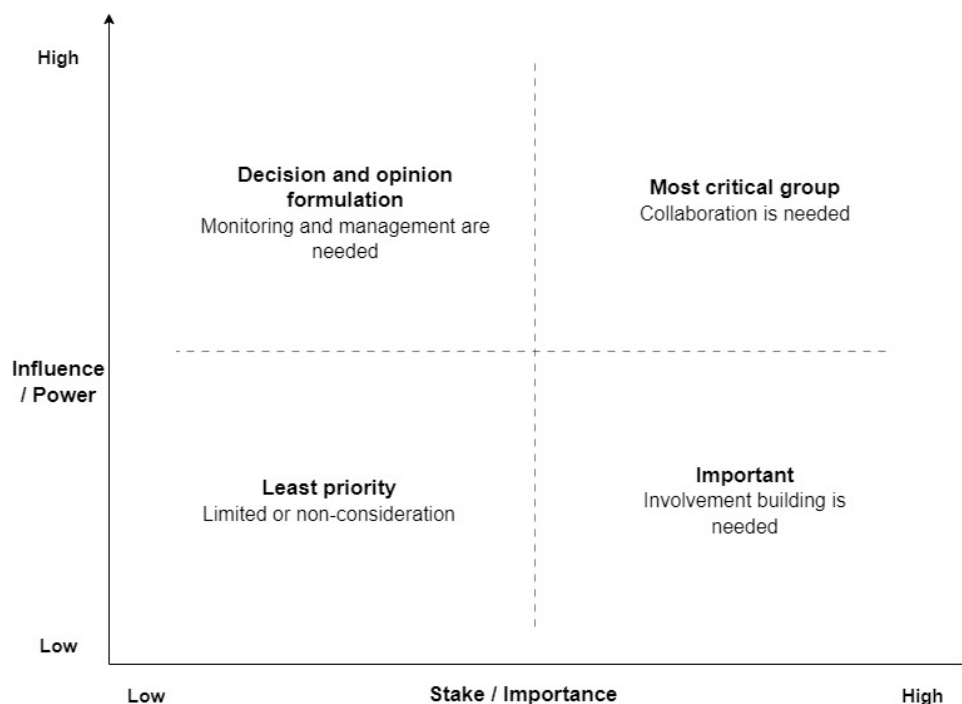 High
Decision and opinion
formulation
Monitoring and management are
needed
Most critical group
Collaboration is needed
Influence
/ Power
Least priority
Limited or non-consideration
Important
Involvement building is
needed
Low
Low
Stake / Importance
High